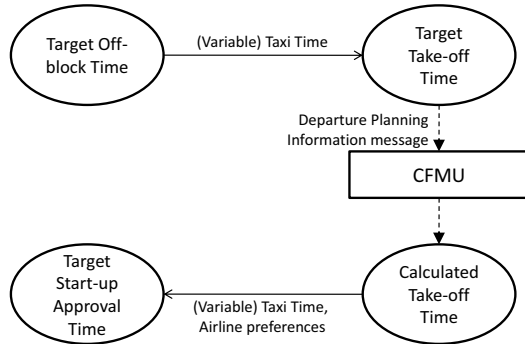 Target Off-
block Time
(Variable) Taxi Time
Target
Take-off
Time
Departure Planning
Information message
CFMU
Calculated
Take-off
Time
(Variable) Taxi Time,
Airline preferences
Target
Start-up
Approval
Time